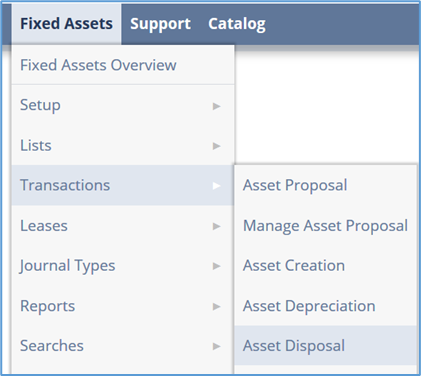 Fixed Assets Support Catalog
Fixed Assets Overview
Setup
Lists
Transactions
Leases
Journal Types
Reports
Searches
Asset Proposal
Manage Asset Proposal
Asset Creation
Asset Depreciation
Asset Disposal